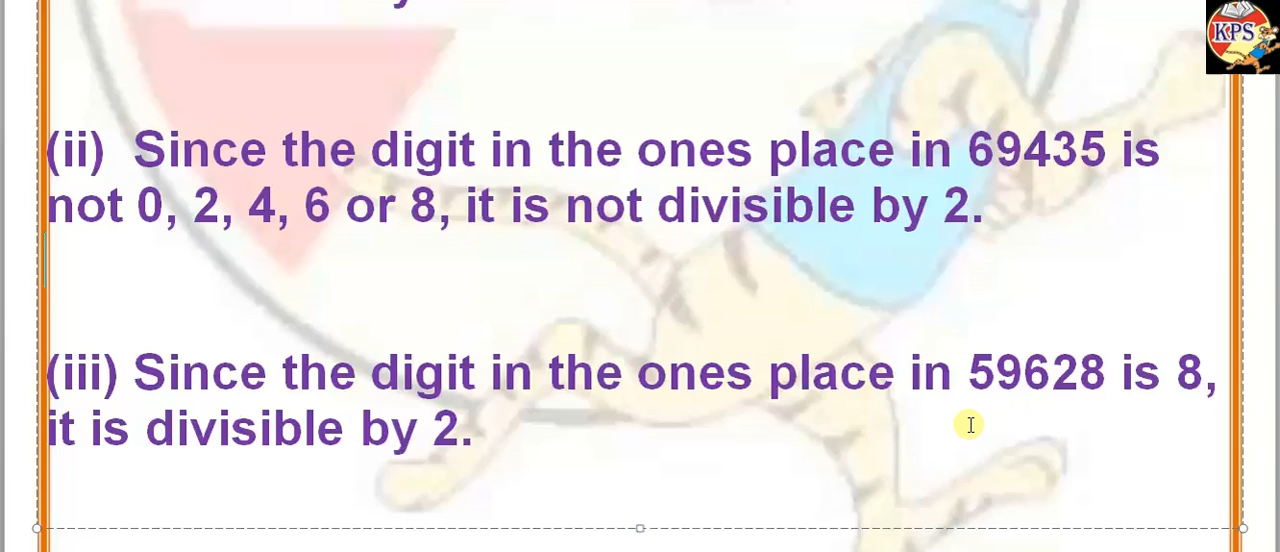 KPS
(ii) Since the digit in the ones place in 69435 is
not 0, 2, 4, 6 or 8, it is not divisible by 2.
(iii) Since the digit in the ones place in 59628 is 8,
it is divisible by 2.